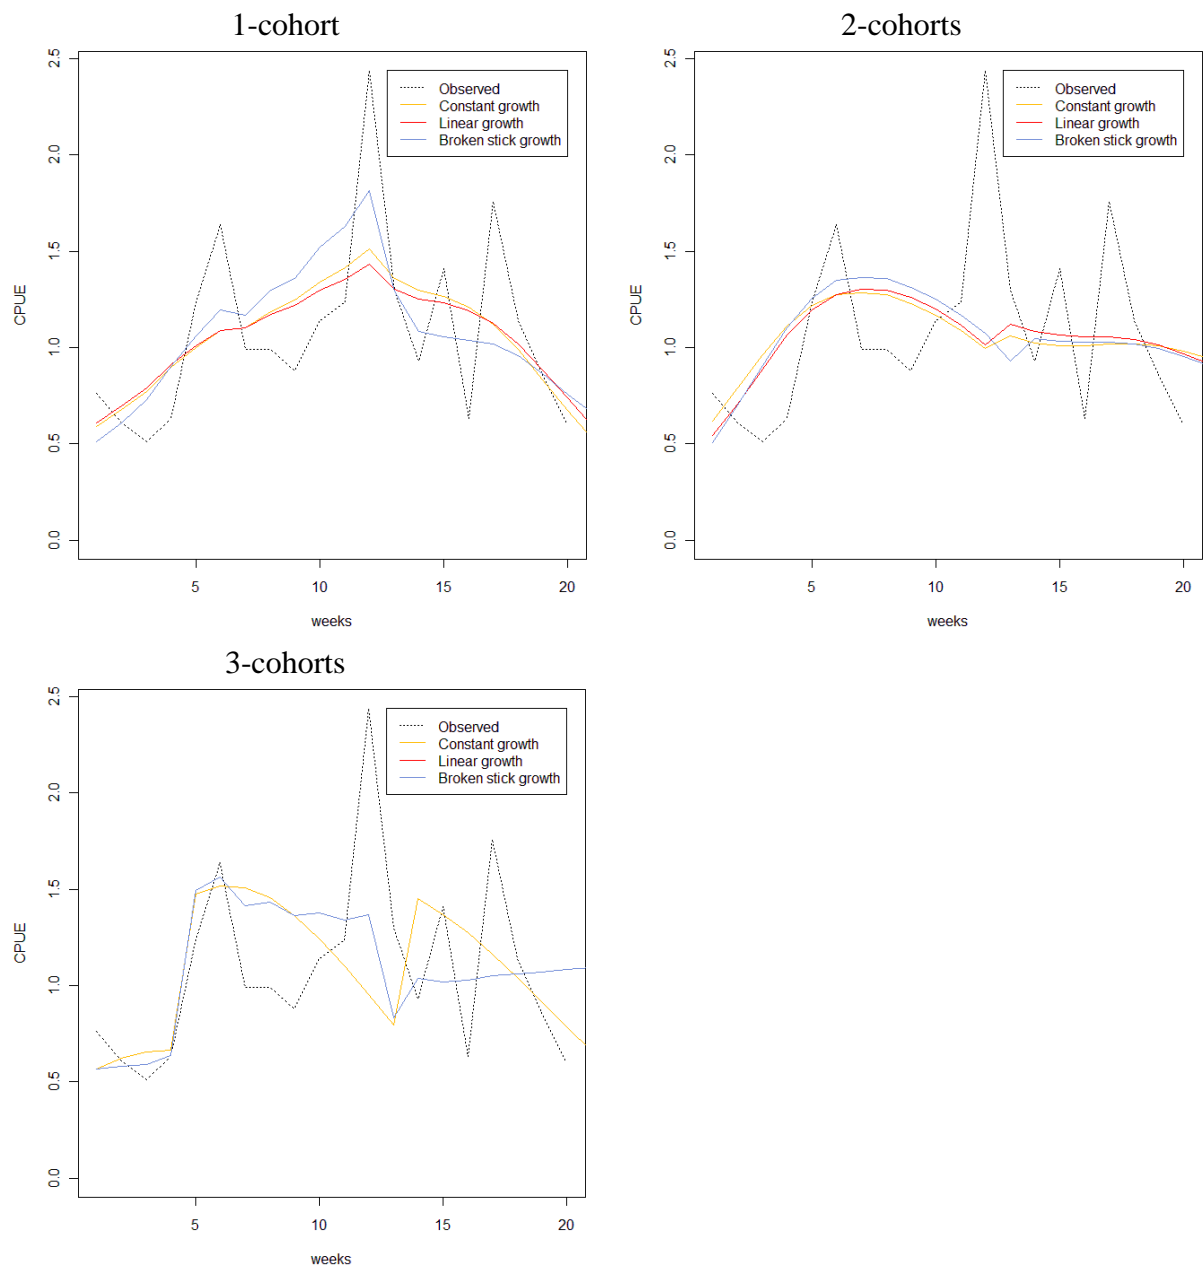 1-cohort
2.5
2.0
1.5
1.0
0.5
0.0
CPUE
Observed
Constant growth
Linear growth
Broken stick growth
5 10 15 20
weeks
2-cohorts
2.5
2.0
1.5
1.0
0.5
0.0
CPUE
Observed
Constant growth
Linear growth
Broken stick growth
5 10 15 20
weeks
3-cohorts
2.5
2.0
1.5
1.0
0.5
0.0
CPUE
Observed
Constant growth
Linear growth
Broken stick growth
5 10 15 20
weeks